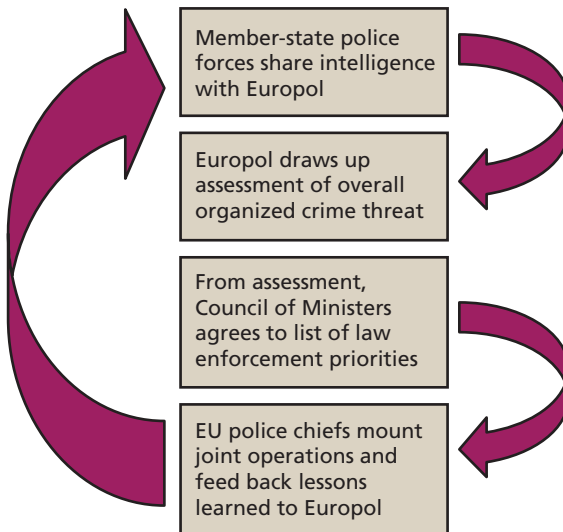 Member-state police
forces share intelligence
with Europol
Europol draws up
assessment of overall
organized crime threat
From assessment,
Council of Ministers
agrees to list of law
enforcement priorities
EU police chiefs mount
joint operations and
feed back lessons
learned to Europol